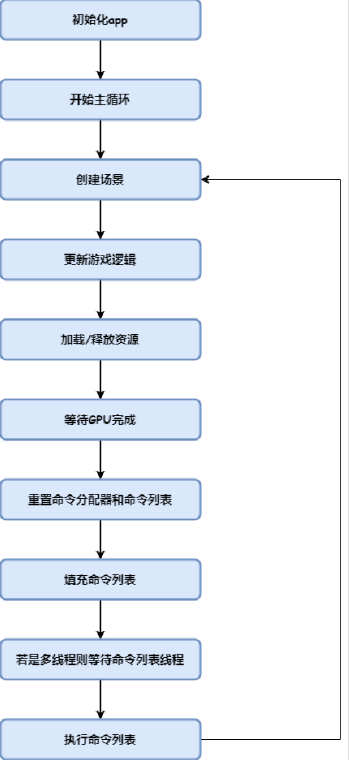 初始化app
开始主循环
创建场景
更新游戏逻辑
加载/释放资源
等待GPU完成
重置命令分配器和命令列表
填充命令列表
若是多线程则等待命令列表线程
执行命令列表